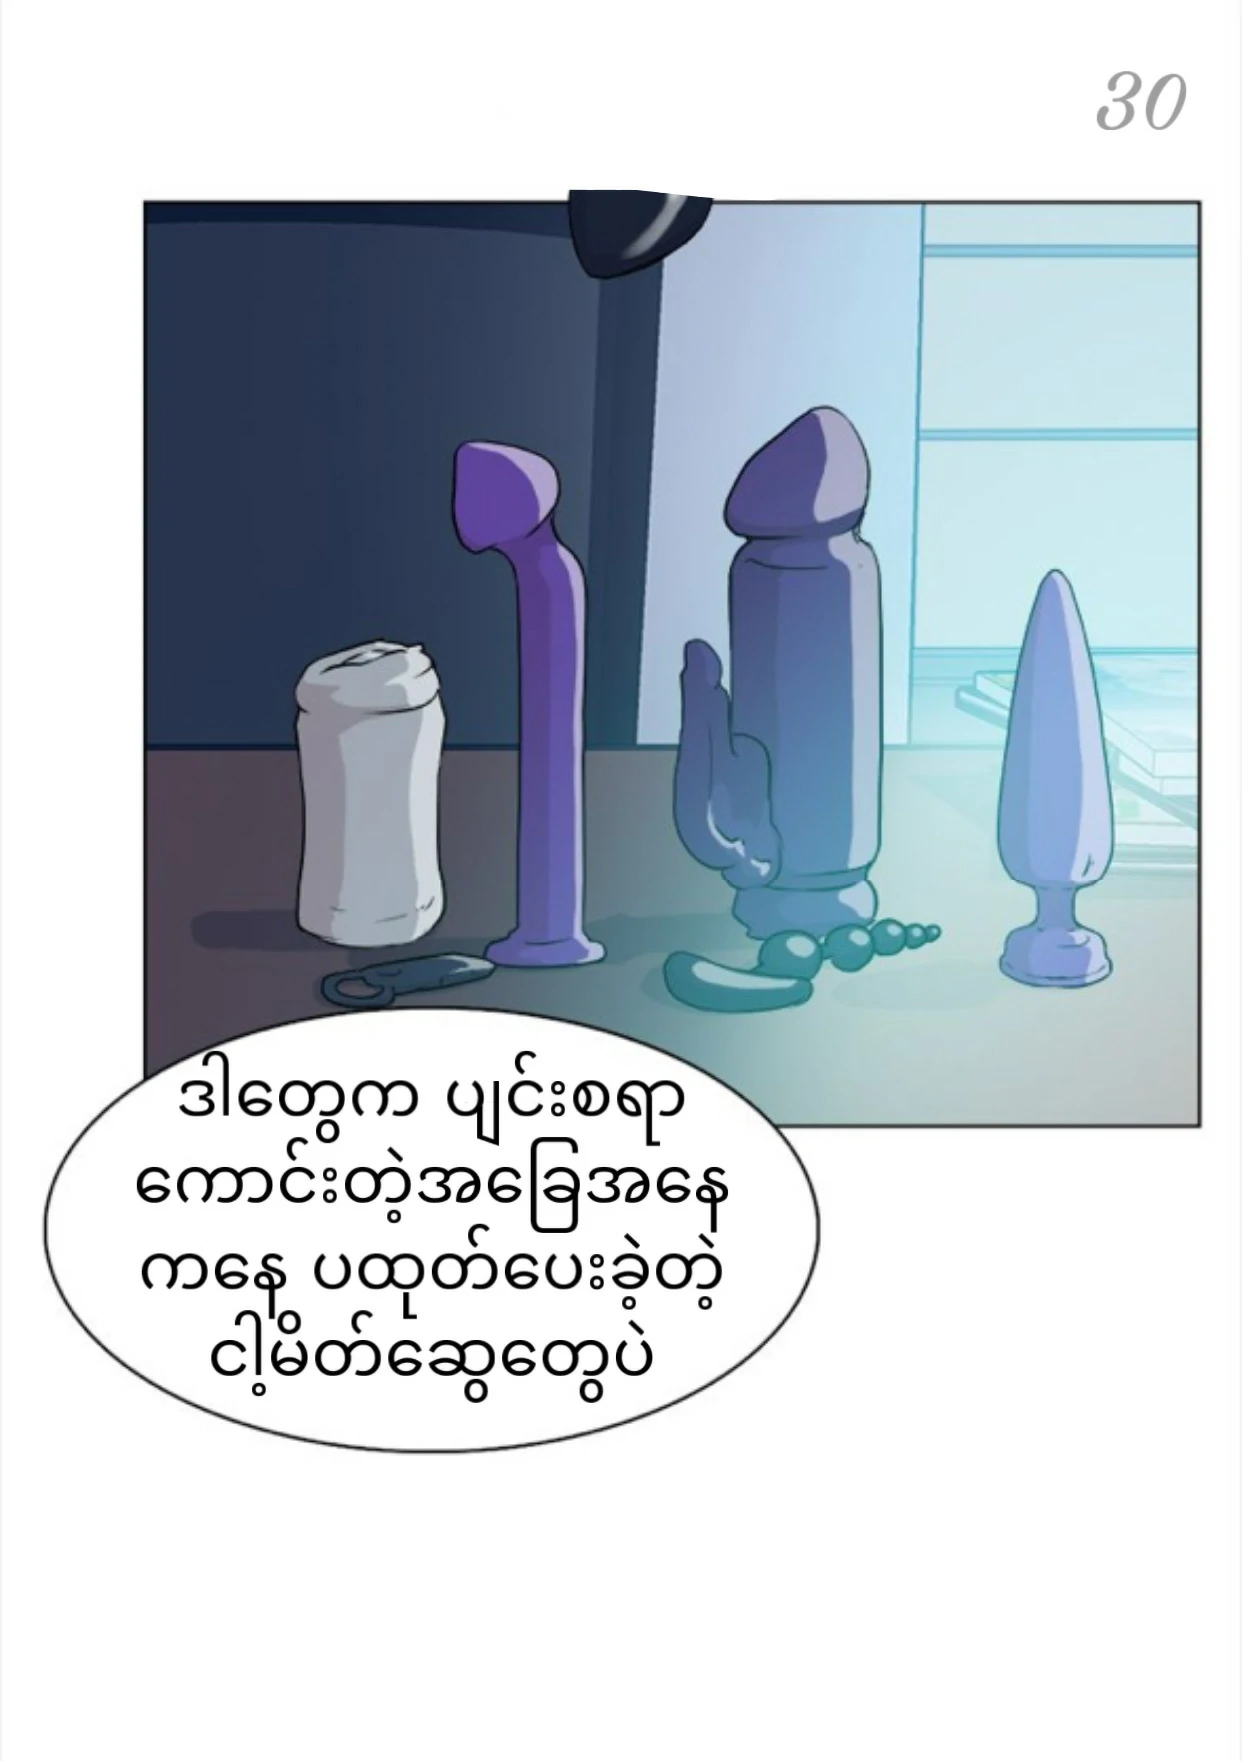 30
ဒါတွေက ပျင်းစရာ
ကောင်းတဲ့အခြေအနေ
ကနေ ပထုတ်ပေးခဲ့တဲ့
ငါ့မိတ်ဆွေတွေပဲ